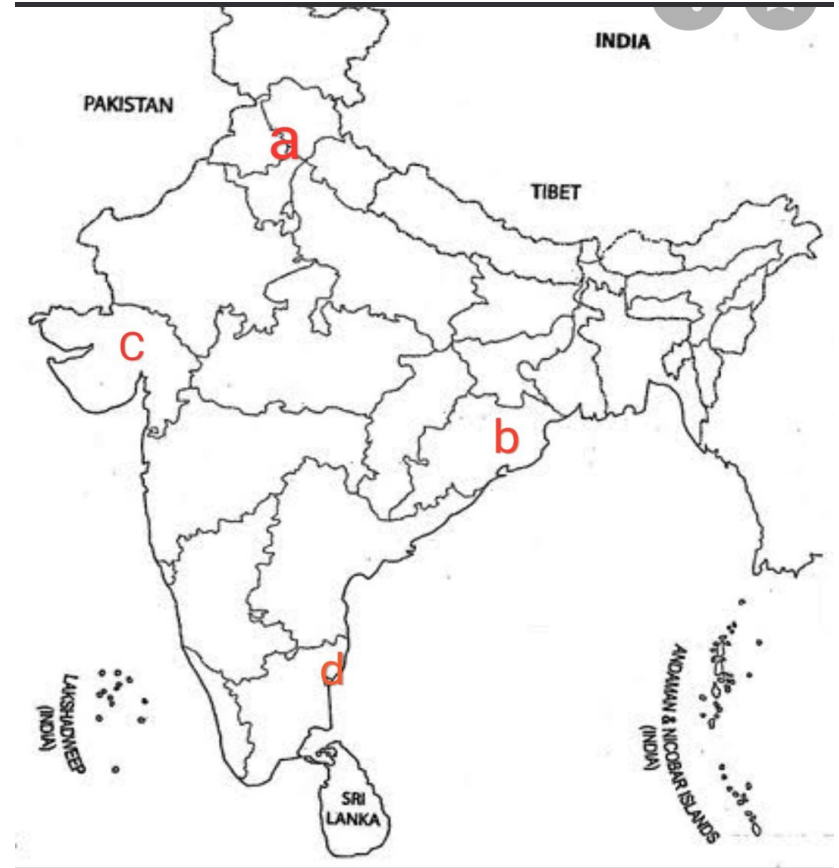 INDIA
PAKISTAN
a
TIBET
c
b
d
LAKSHADWEEP
(INDIA)
ANDAMAN & NICOBAR ISLANDS
(INDIA)
SRI
LANKA